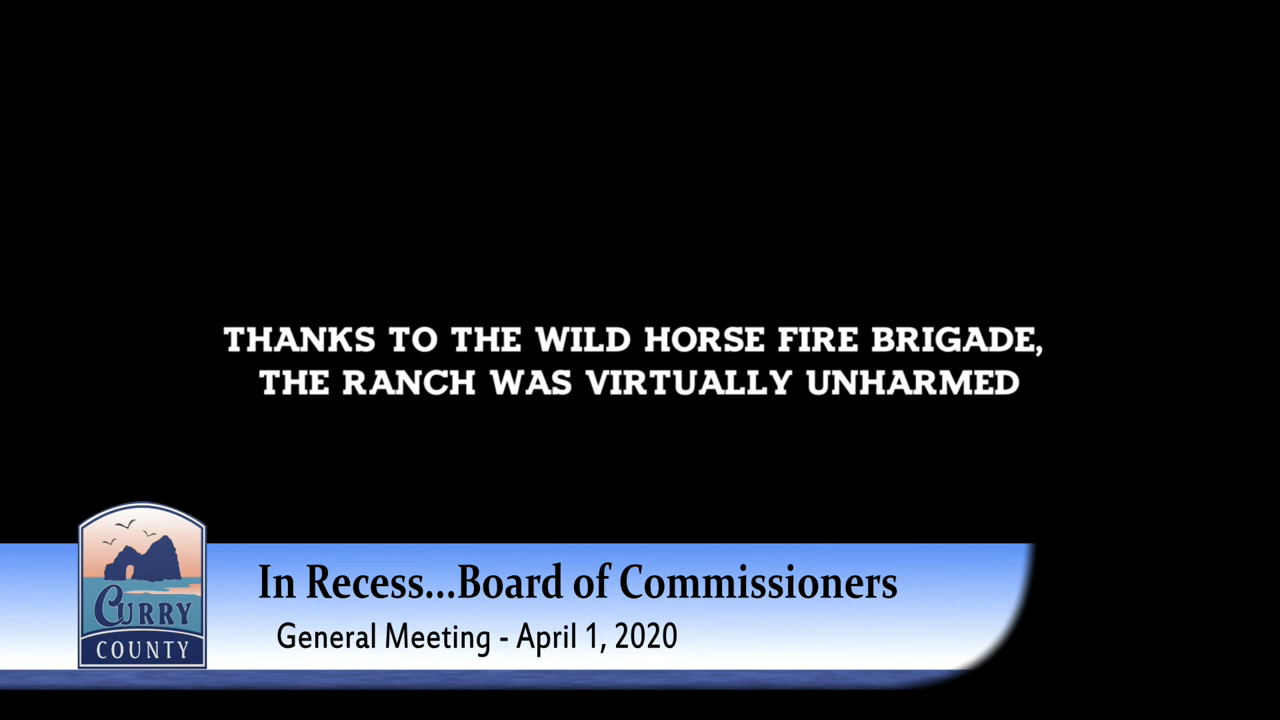 THANKS TO THE WILD HORSE FIRE BRIGADE,
THE RANCH WAS VIRTUALLY UNHARMED
In Recess...Board of Commissioners
General Meeting - April 1, 2020
CURRY
COUNTY